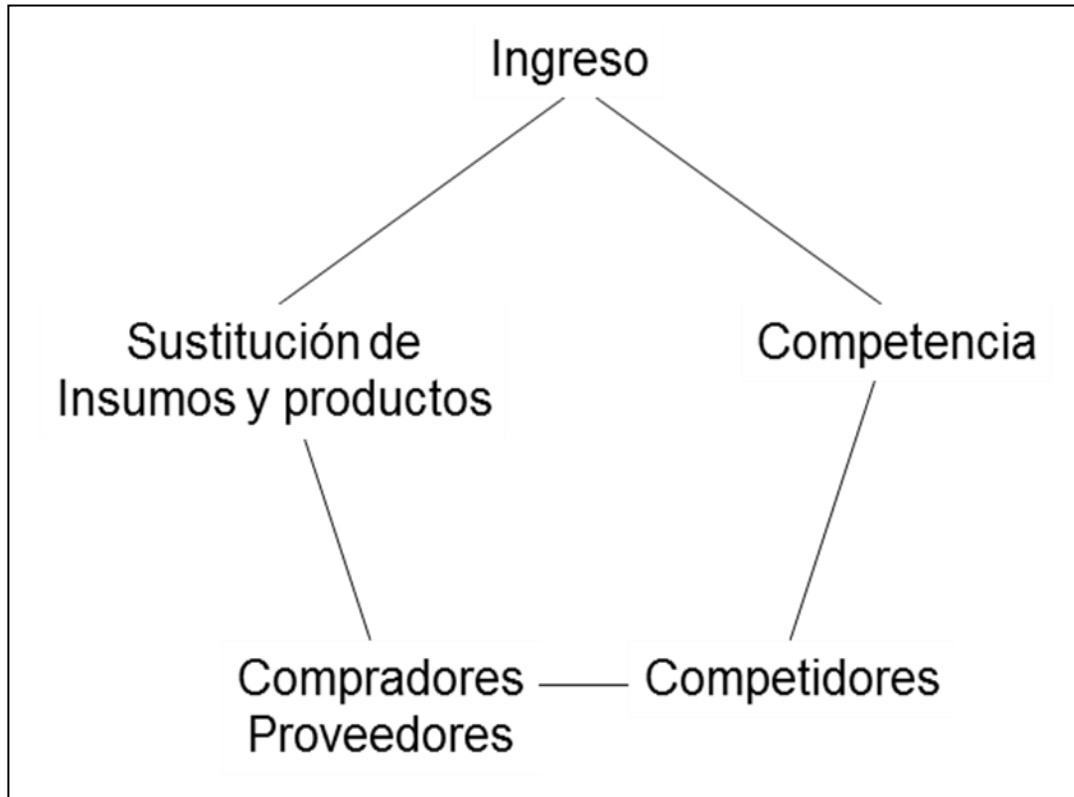 Ingreso
Sustitución de
Insumos y productos
Competencia
Compradores
Proveedores
Competidores